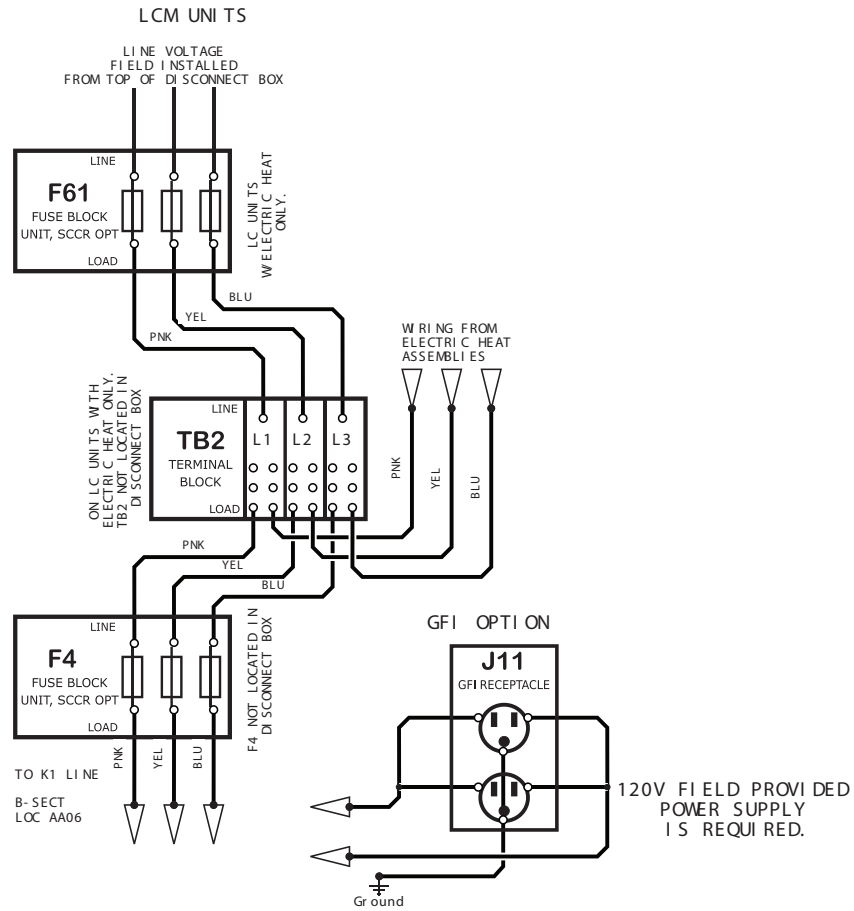 LCM UNITS
LINE VOLTAGE
FIELD INSTALLED
FROM TOP OF DISCONNECT BOX
LINE
F61
FUSE BLOCK
UNIT, SCCR OPT
LOAD
LC UNITS
W/ELECTRIC HEAT
ONLY.
BLU
YEL
PNK
WIRING FROM
ELECTRIC HEAT
ASSEMBLIES
ON LC UNITS WITH
ELECTRIC HEAT ONLY.
TB2 NOT LOCATED IN
DISCONNECT BOX
LINE
TB2
L1 L2 L3
TERMINAL
BLOCK
LOAD
PNK
YEL
BLU
PNK
YEL
BLU
LINE
F4
FUSE BLOCK
UNIT, SCCR OPT
LOAD
F4 NOT LOCATED IN
DISCONNECT BOX
PNK
YEL
BLU
TO K1 LINE
B-SECT
LOC AA06
GFI OPTION
J11
GFI RECEPTACLE
120V FIELD PROVIDED
POWER SUPPLY
IS REQUIRED.
Ground